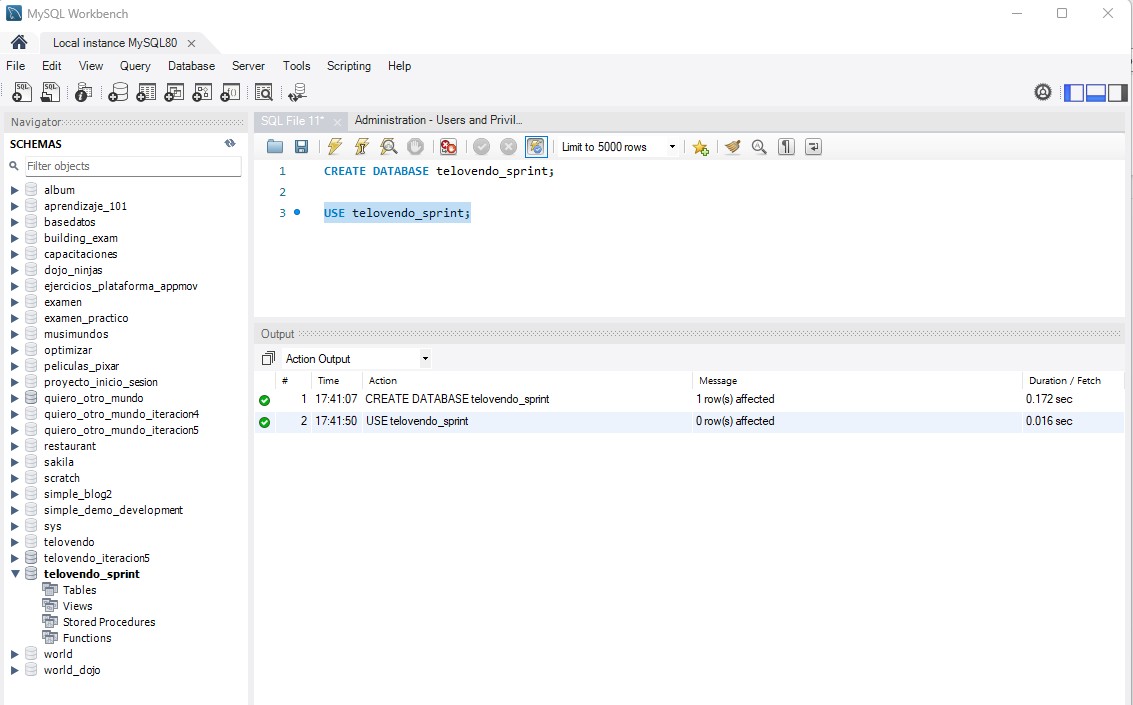 MySQL Workbench
Local instance MySQL80
File Edit View Query Database Server Tools Scripting Help
Navigator
SCHEMAS
Filter objects
album
aprendizaje_101
basedatos
building_exam
capacitaciones
dojo_ninjas
ejercicios_plataforma_appmov
examen
examen_practico
musimundos
optimizar
peliculas_pixar
proyecto_inicio_sesion
quiero_otro_mundo
quiero_otro_mundo_iteracion4
quiero_otro_mundo_iteracion5
restaurant
sakila
scratch
simple_blog2
simple_demo_development
sys
telovendo
telovendo_iteracion5
telovendo_sprint
Tables
Views
Stored Procedures
Functions
world
world_dojo
SQL File 11* Administration - Users and Privil...
Limit to 5000 rows
1 CREATE DATABASE telovendo_sprint;
2
3 USE telovendo_sprint;
Output
Action Output
# Time Action Message Duration / Fetch
1 17:41:07 CREATE DATABASE telovendo_sprint 1 row(s) affected 0.172 sec
2 17:41:50 USE telovendo_sprint 0 row(s) affected 0.016 sec